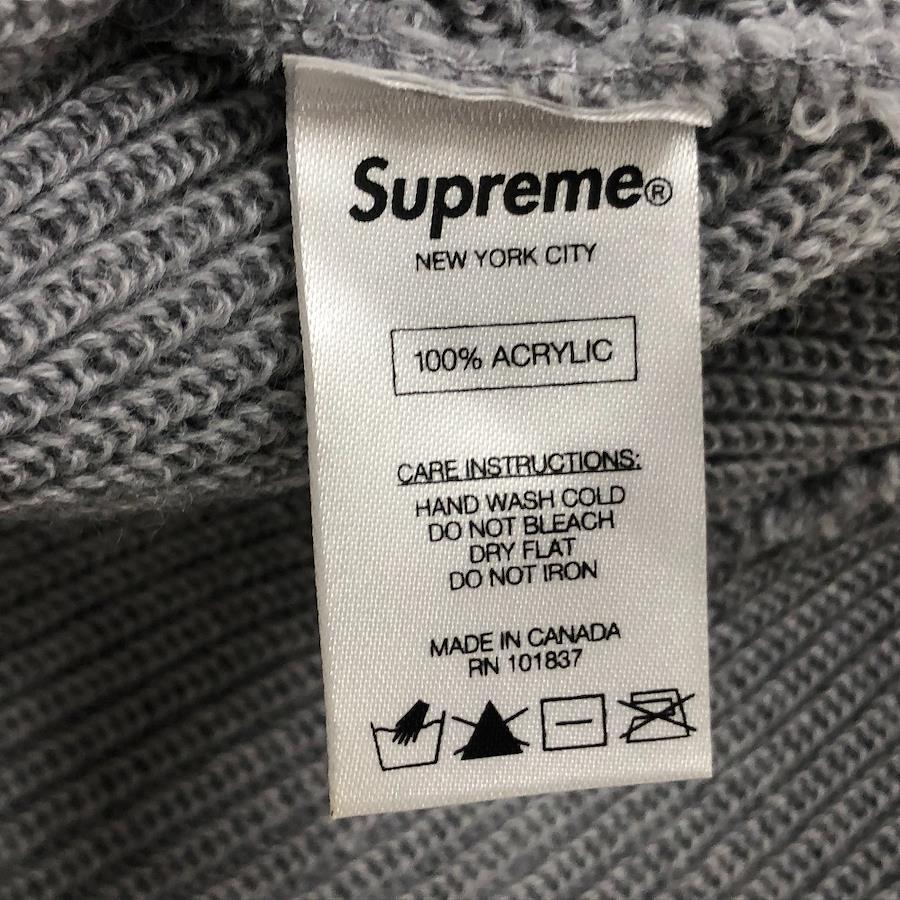 Supreme®
NEW YORK CITY
100% ACRYLIC
CARE INSTRUCTIONS:
HAND WASH COLD
DO NOT BLEACH
DRY FLAT
DO NOT IRON
MADE IN CANADA
RN 101837